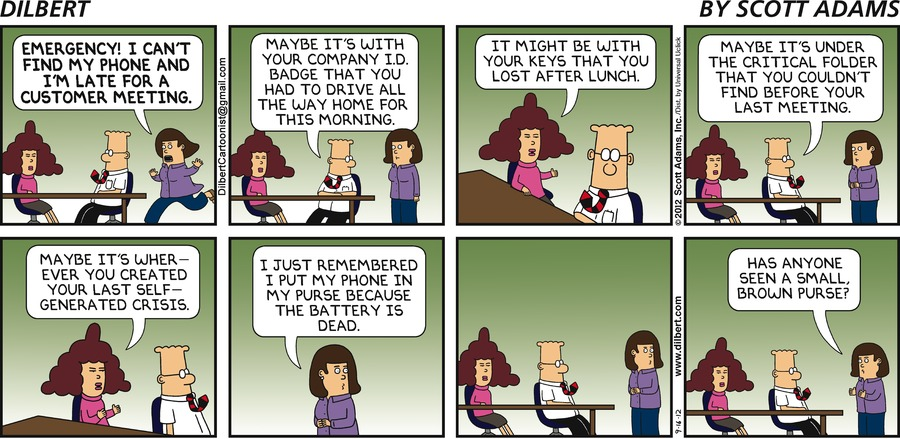 DILBERT
BY SCOTT ADAMS
EMERGENCY! I CAN'T
FIND MY PHONE AND
I'M LATE FOR A
CUSTOMER MEETING.
DilbertCartoonist@gmail.com
MAYBE IT'S WITH
YOUR COMPANY I.D.
BADGE THAT YOU
HAD TO DRIVE ALL
THE WAY HOME FOR
THIS MORNING.
IT MIGHT BE WITH
YOUR KEYS THAT YOU
LOST AFTER LUNCH.
©2012 Scott Adams, Inc./Dist. by Universal Uclick
MAYBE IT'S UNDER
THE CRITICAL FOLDER
THAT YOU COULDN'T
FIND BEFORE YOUR
LAST MEETING.
MAYBE IT'S WHER-
EVER YOU CREATED
YOUR LAST SELF-
GENERATED CRISIS.
I JUST REMEMBERED
I PUT MY PHONE IN
MY PURSE BECAUSE
THE BATTERY IS
DEAD.
9-16-12 www.dilbert.com
HAS ANYONE
SEEN A SMALL,
BROWN PURSE?